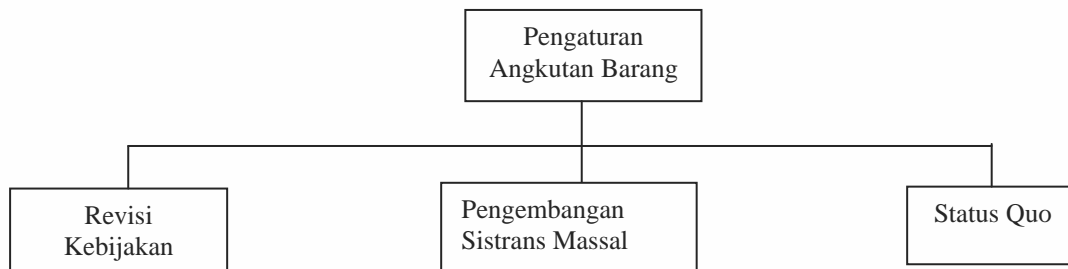 Pengaturan
Angkutan Barang
Revisi
Kebijakan
Pengembangan
Sistrans Massal
Status Quo